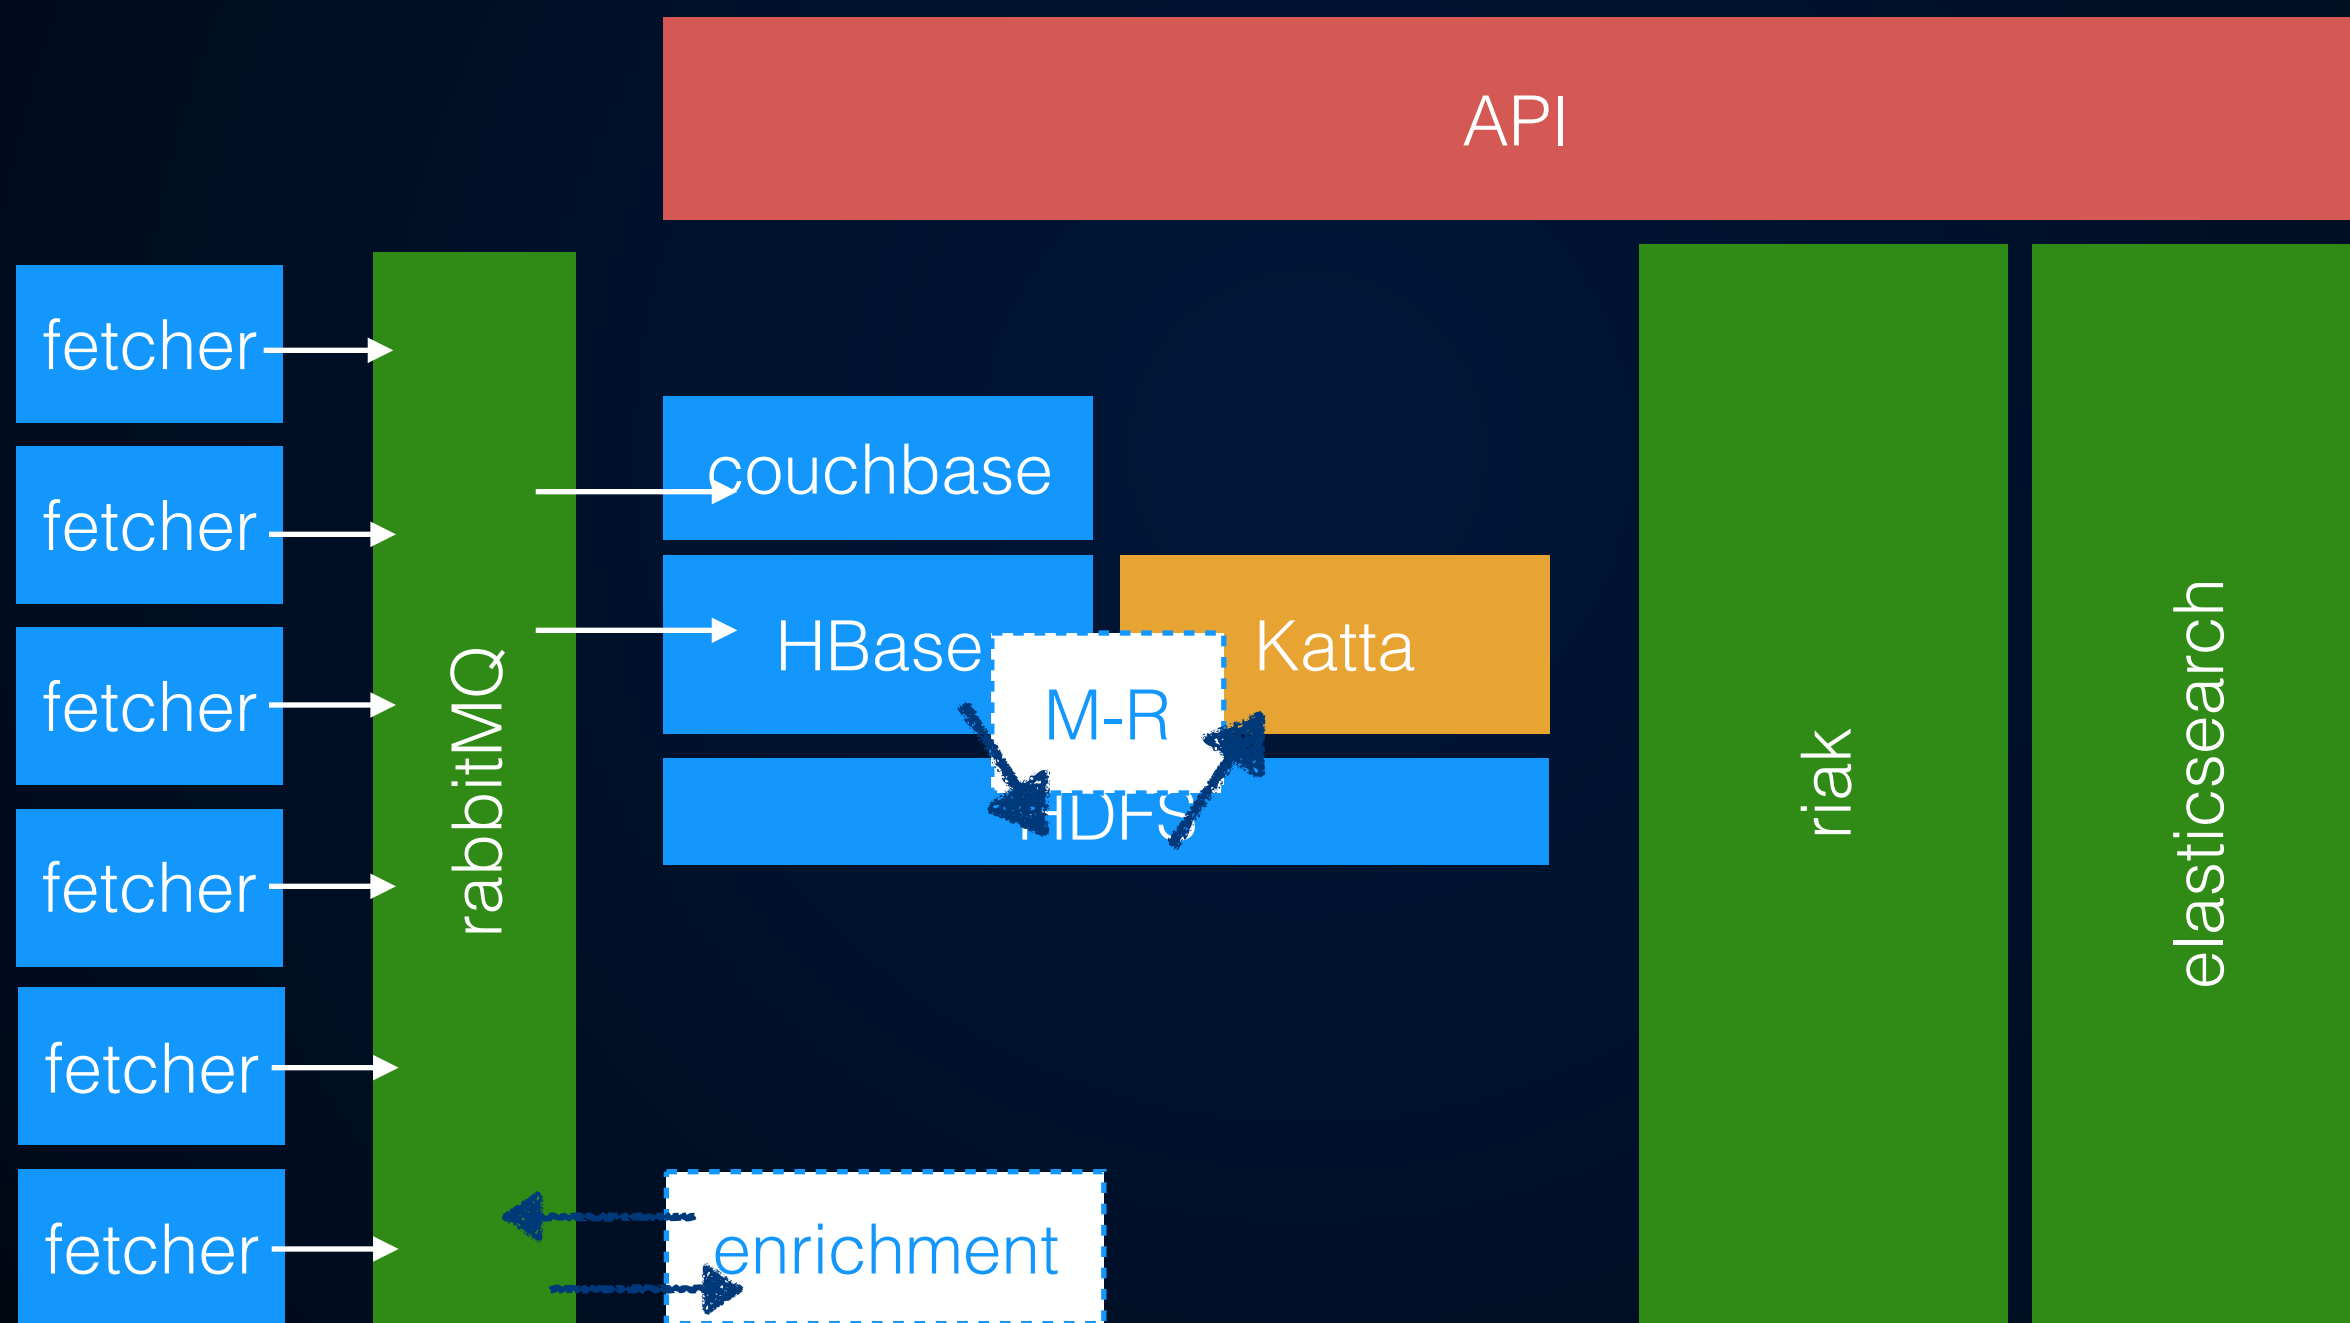 API
fetcher
fetcher
fetcher
fetcher
fetcher
fetcher
rabbitMQ
couchbase
HBase
Katta
M-R
HDFS
enrichment
riak
elasticsearch